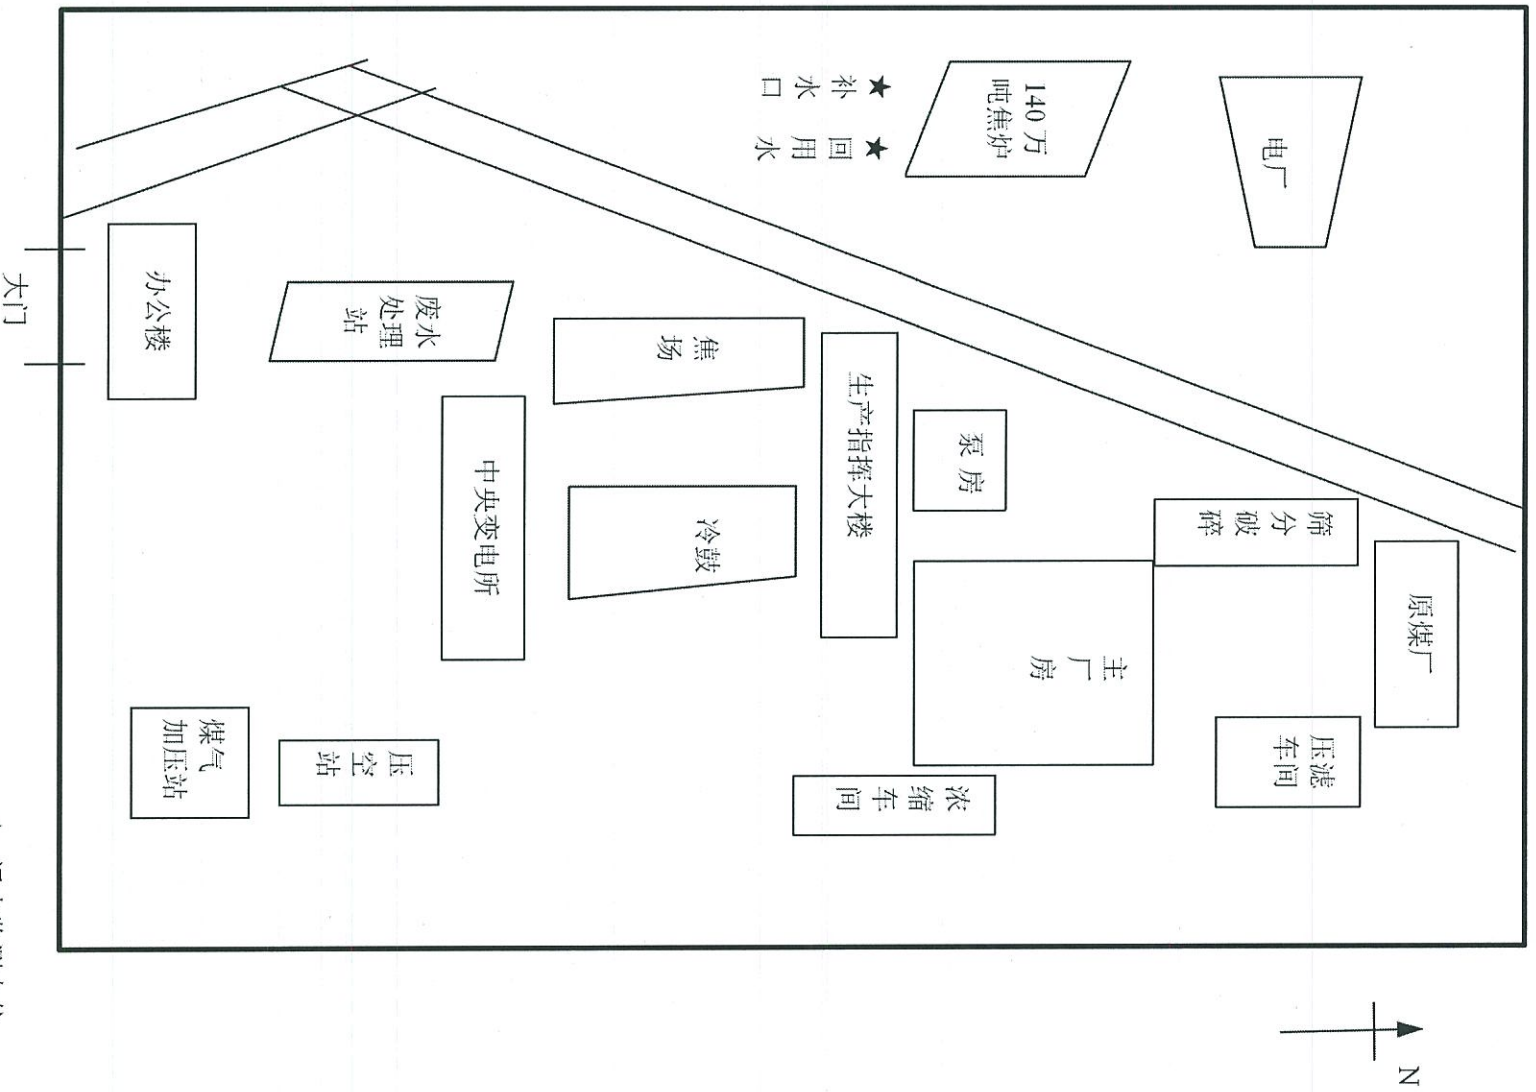 N
原煤厂
电厂
筛分破碎
压滤
车间
140万
吨焦炉
主厂房
泵房
浓缩车间
★ 补水口
★ 回用水
生产指挥大楼
焦场
冷鼓
中央变电所
废水
处理
站
压空站
煤气
加压站
办公楼
大门